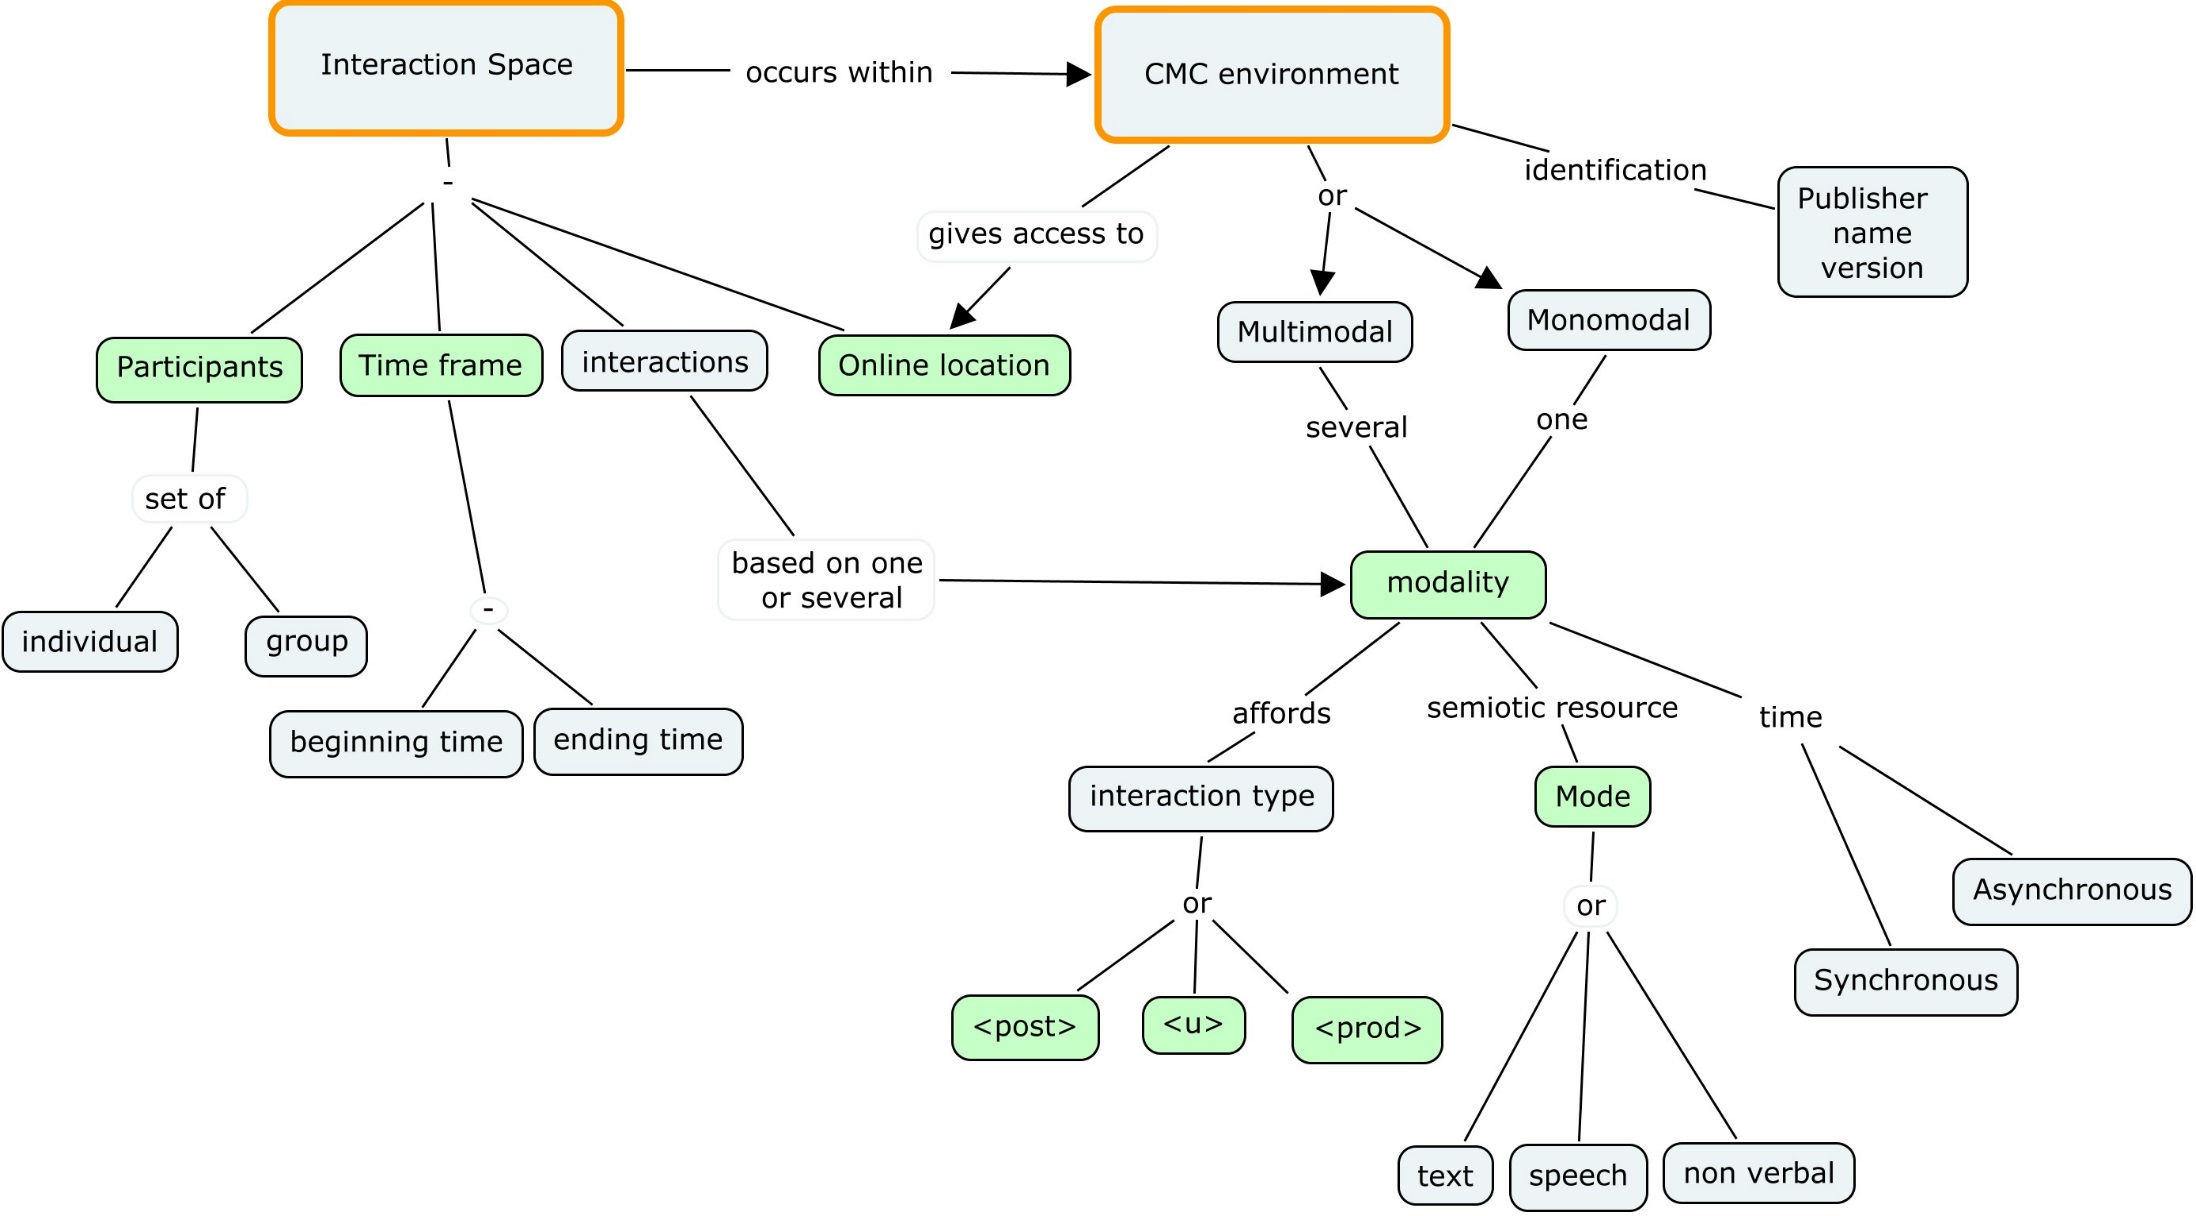 Interaction Space
occurs within
CMC environment
identification
Publisher
name
version
-
or
gives access to
Participants
Time frame
interactions
Online location
Multimodal
Monomodal
several
one
set of
based on one
or several
modality
individual
group
-
beginning time
ending time
affords
semiotic resource
time
interaction type
Mode
or
or
Asynchronous
Synchronous
<post>
<u>
<prod>
text
speech
non verbal